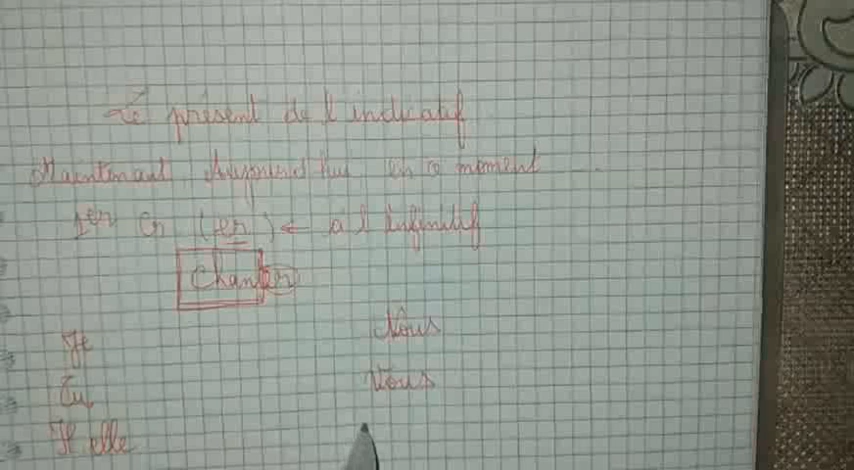 Le présent de l'indicatif
Maintenant, Aujourd'hui en ce moment ....
1er Gr (er) ← à l'infinitif
Chanter
Je Nous
Tu Vous
Il elle